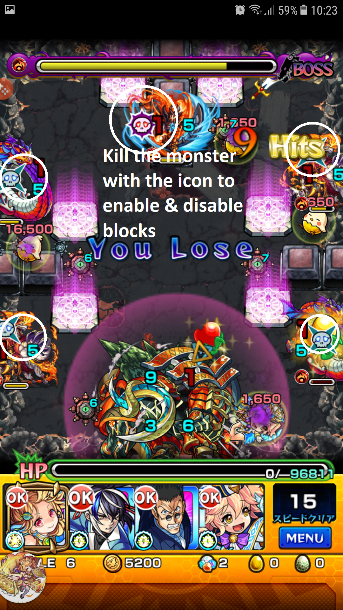 59% 10:23
BOSS
1
5
1,750
9
Hits
Kill the monster
with the icon to
enable & disable
blocks
5
650
5
16,500
You Lose
6
7
5
5
9
1
3
6
1,650
6
6
HP
0/ 96811
OK OK OK OK
15
スピードクリア
MENU
LE 6 5200 2 0 0